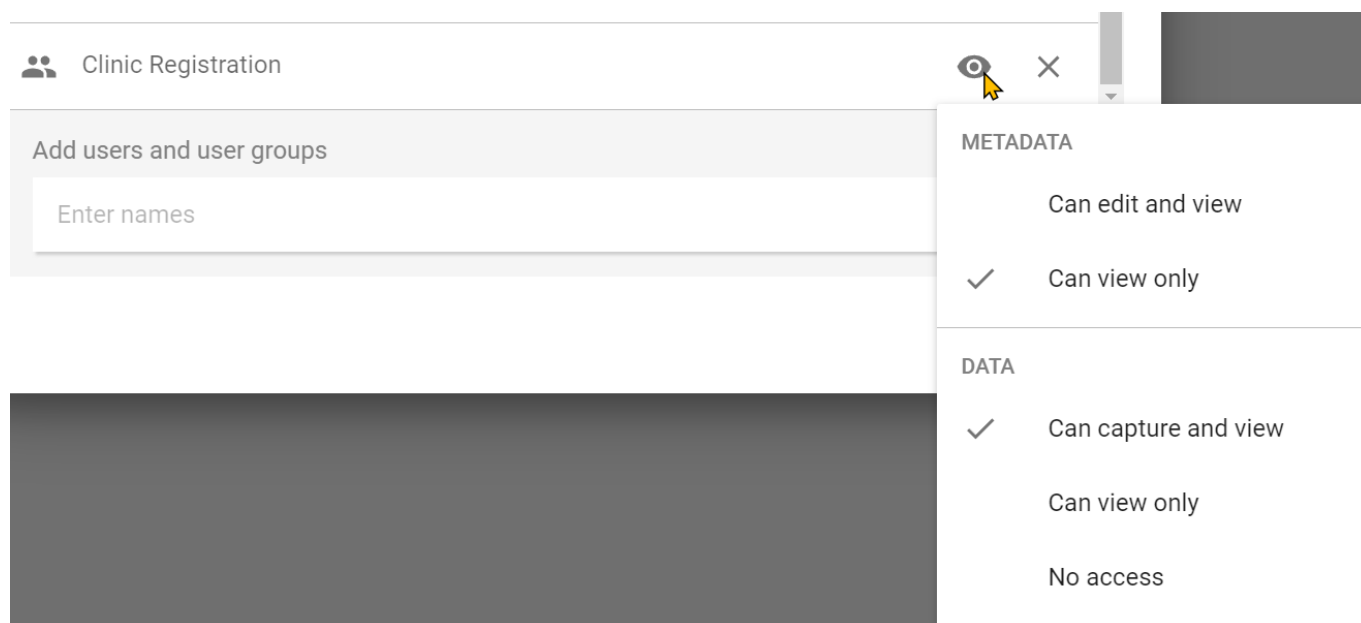 Clinic Registration
Add users and user groups
Enter names
METADATA
Can edit and view
Can view only
DATA
Can capture and view
Can view only
No access